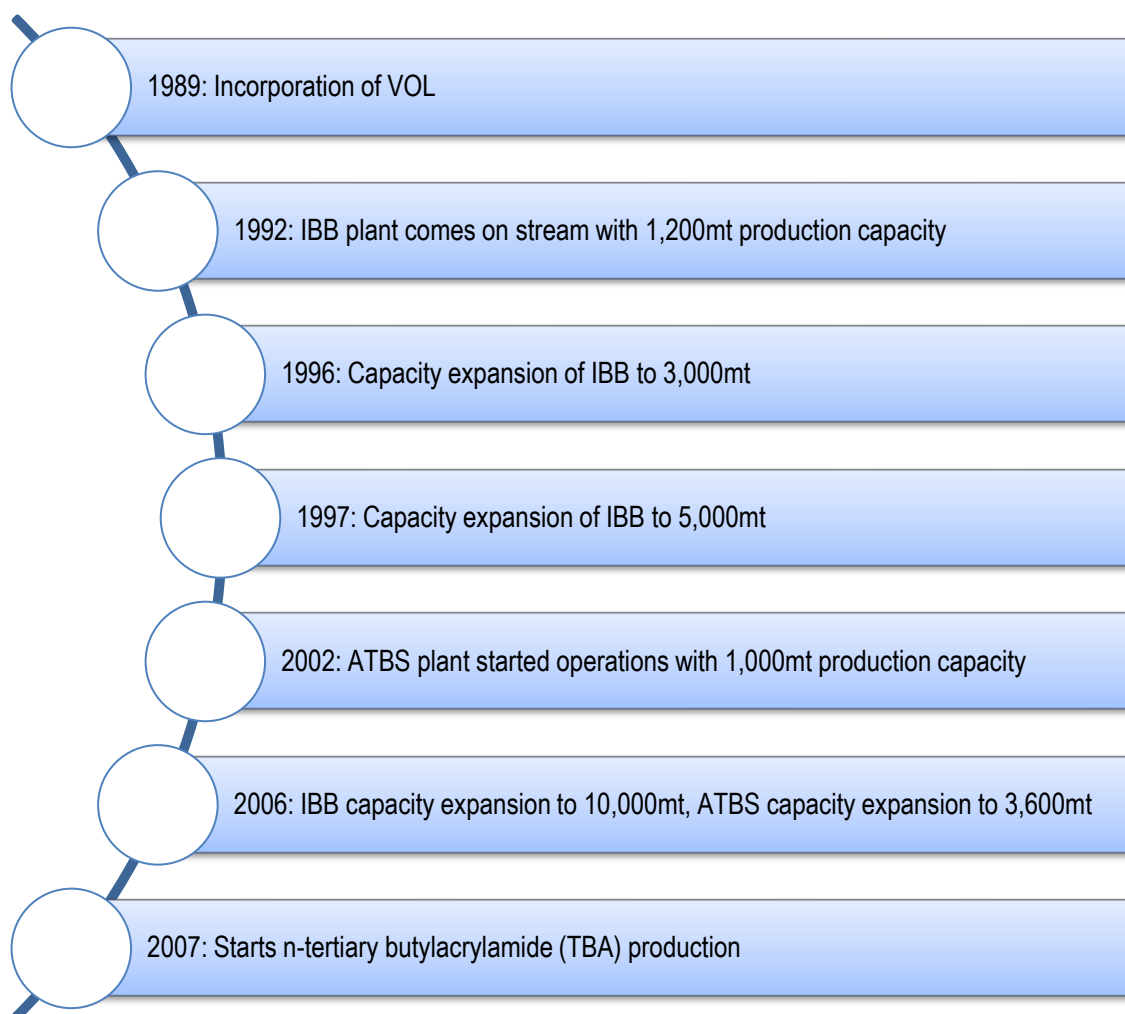 1989: Incorporation of VOL
1992: IBB plant comes on stream with 1,200mt production capacity
1996: Capacity expansion of IBB to 3,000mt
1997: Capacity expansion of IBB to 5,000mt
2002: ATBS plant started operations with 1,000mt production capacity
2006: IBB capacity expansion to 10,000mt, ATBS capacity expansion to 3,600mt
2007: Starts n-tertiary butylacrylamide (TBA) production